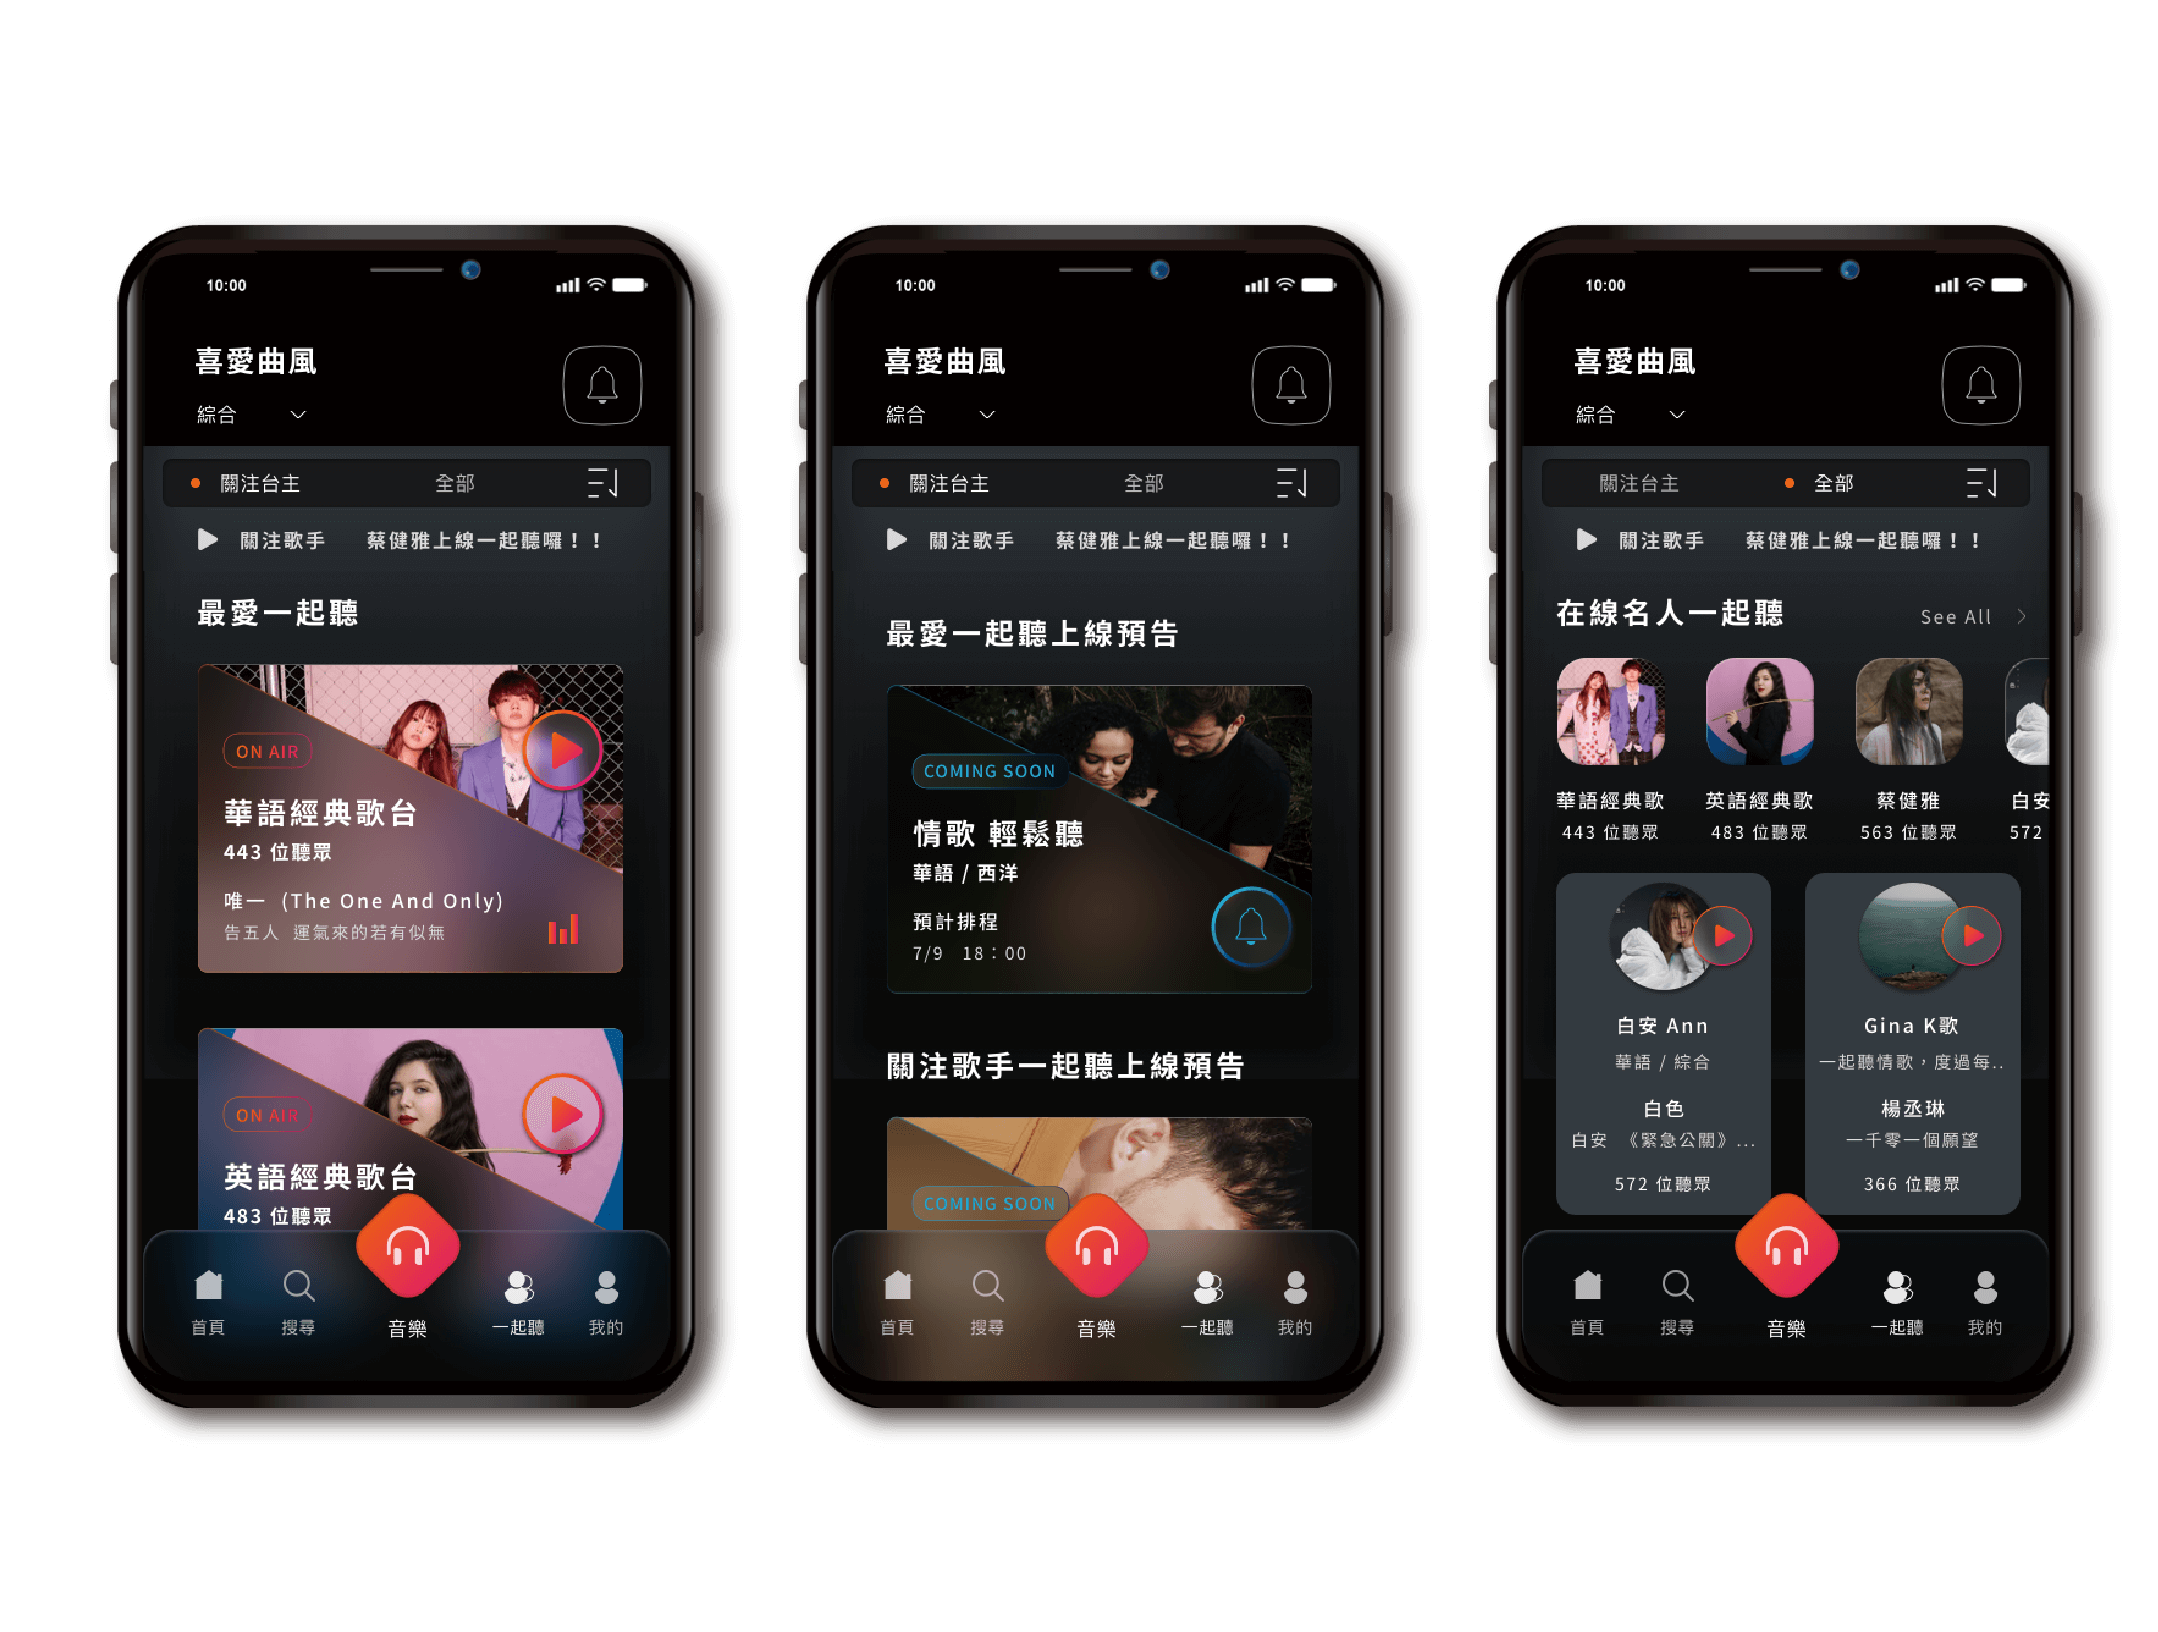 10:00
喜愛曲風
綜合
關注台主 全部
關注歌手 蔡健雅上線一起聽囉！！
最愛一起聽
ON AIR
華語經典歌台
443 位聽眾
唯一 (The One And Only)
告五人 運氣來的若有似無
ON AIR
英語經典歌台
483 位聽眾
首頁 搜尋 音樂 一起聽 我的
10:00
喜愛曲風
綜合
關注台主 全部
關注歌手 蔡健雅上線一起聽囉！！
最愛一起聽上線預告
COMING SOON
情歌 輕鬆聽
華語 / 西洋
預計排程
7/9 18：00
關注歌手一起聽上線預告
COMING SOON
首頁 搜尋 音樂 一起聽 我的
10:00
喜愛曲風
綜合
關注台主 全部
關注歌手 蔡健雅上線一起聽囉！！
在線名人一起聽 See All
華語經典歌 英語經典歌 蔡健雅 白安
443 位聽眾 483 位聽眾 563 位聽眾 572
白安 Ann
華語 / 綜合
白色
白安 《緊急公關》...
572 位聽眾
Gina K歌
一起聽情歌，度過每..
楊丞琳
一千零一個願望
366 位聽眾
首頁 搜尋 音樂 一起聽 我的